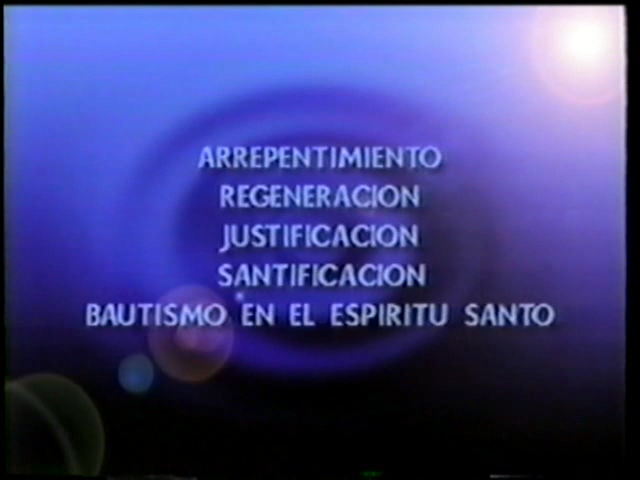 ARREPENTIMIENTO
REGENERACION
JUSTIFICACION
SANTIFICACION
BAUTISMO EN EL ESPIRITU SANTO